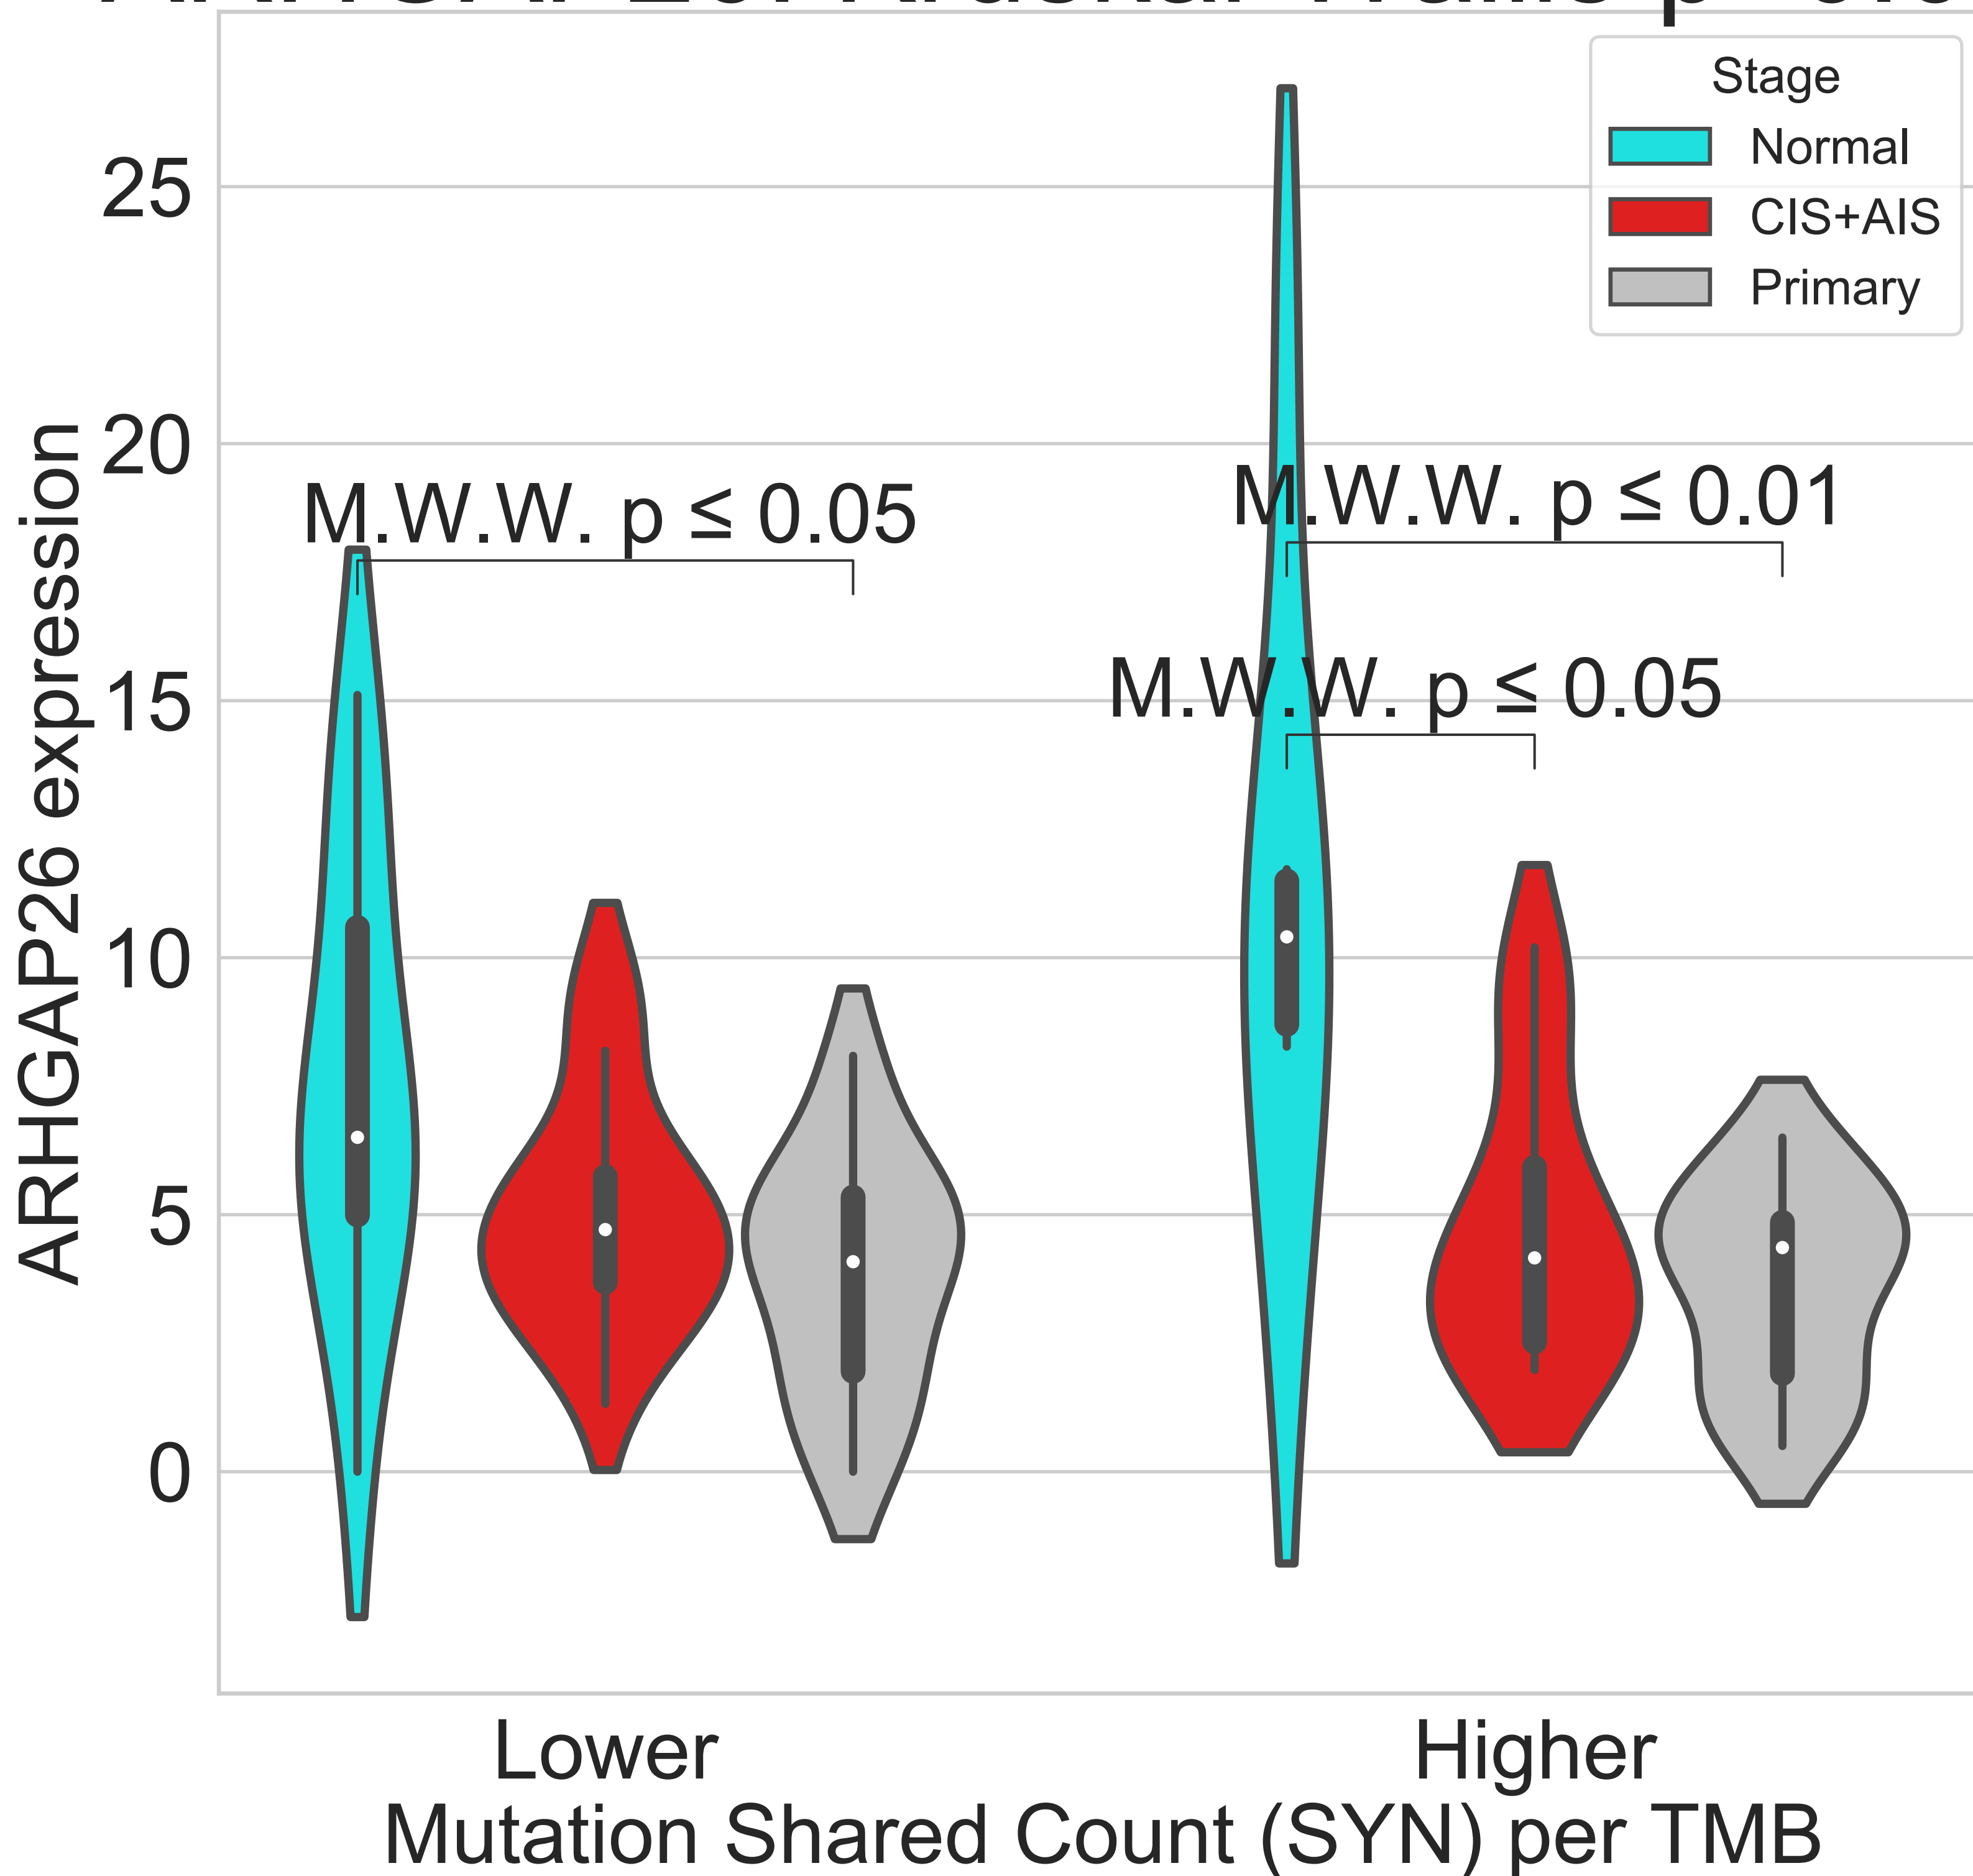 Stage
Normal
CIS+AIS
Primary
25
20
15
10
5
0
ARHGAP26 expression
M.W.W. p ≤ 0.05
M.W.W. p ≤ 0.01
M.W.W. p ≤ 0.05
Lower
Higher
Mutation Shared Count (SYN) per TMB